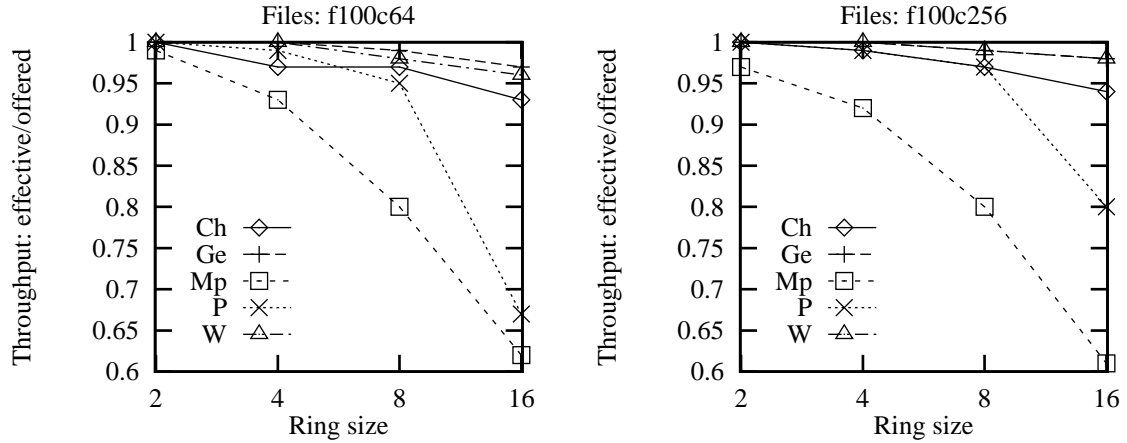 Files: f100c64
Throughput: effective/offered
1
0.95
0.9
0.85
0.8
0.75
0.7
0.65
0.6
Ch
Ge
Mp
P
W
2 4 8 16
Ring size
Files: f100c256
Throughput: effective/offered
1
0.95
0.9
0.85
0.8
0.75
0.7
0.65
0.6
Ch
Ge
Mp
P
W
2 4 8 16
Ring size